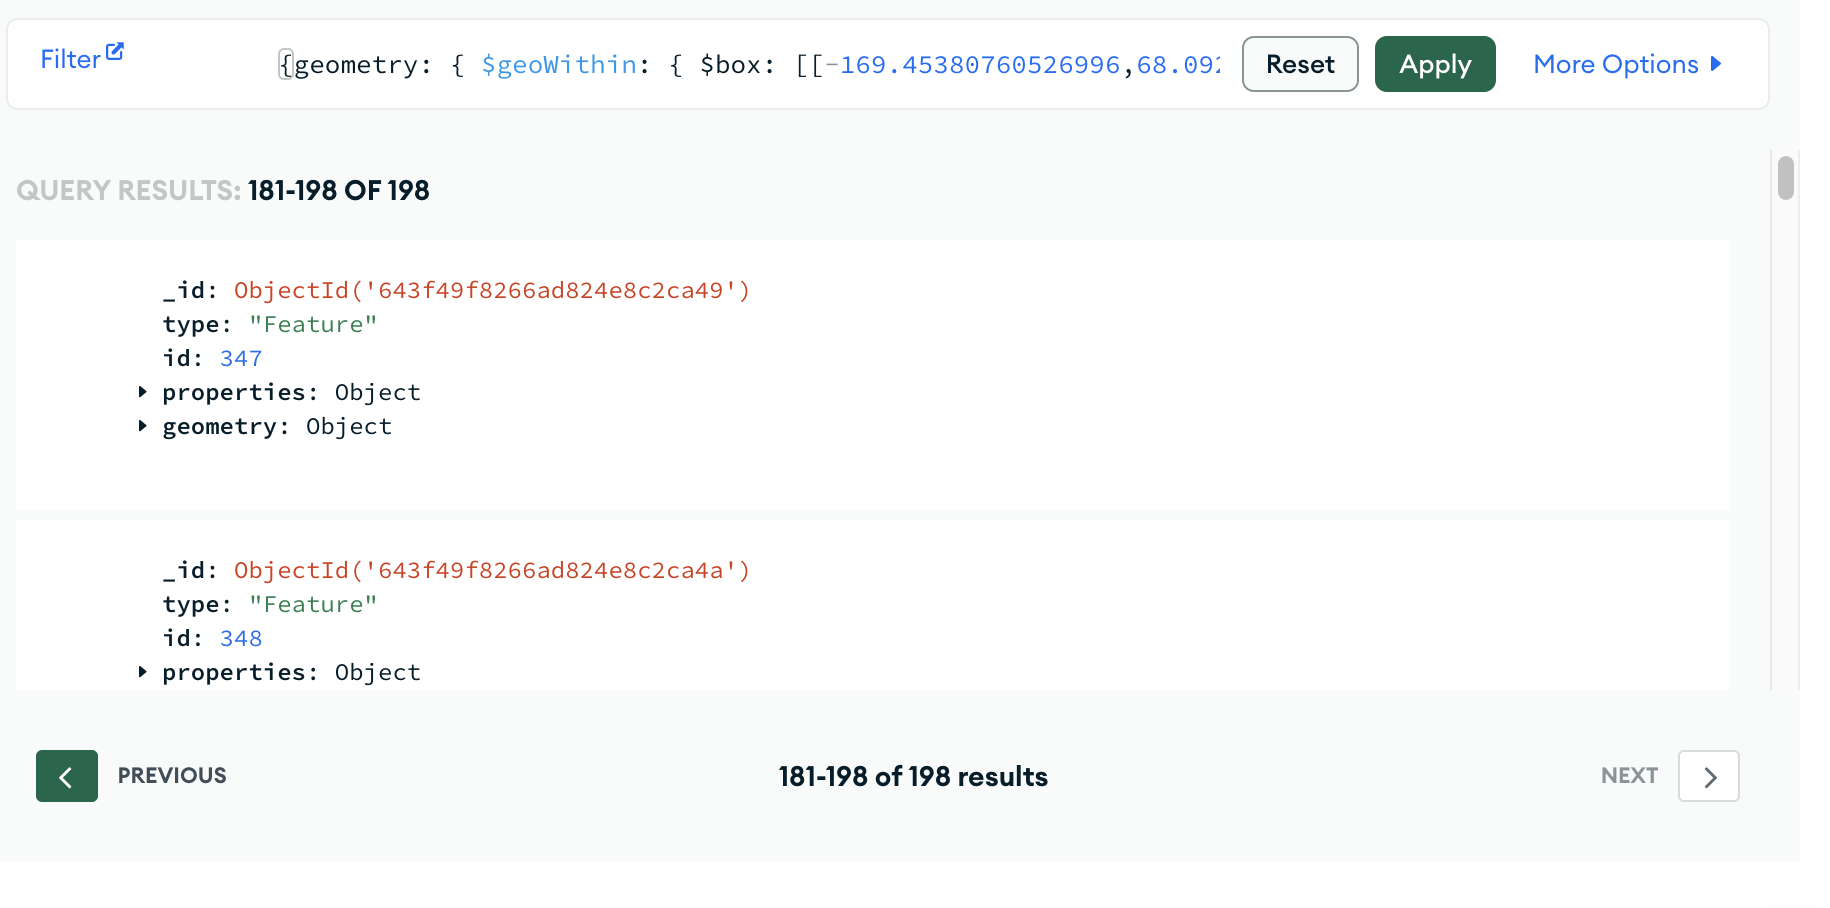 Filter
{geometry: { $geoWithin: { $box: [[-169.45380760526996,68.092
Reset
Apply
More Options
QUERY RESULTS: 181-198 OF 198
_id: ObjectId('643f49f8266ad824e8c2ca49')
type: "Feature"
id: 347
properties: Object
geometry: Object
_id: ObjectId('643f49f8266ad824e8c2ca4a')
type: "Feature"
id: 348
properties: Object
PREVIOUS
181-198 of 198 results
NEXT